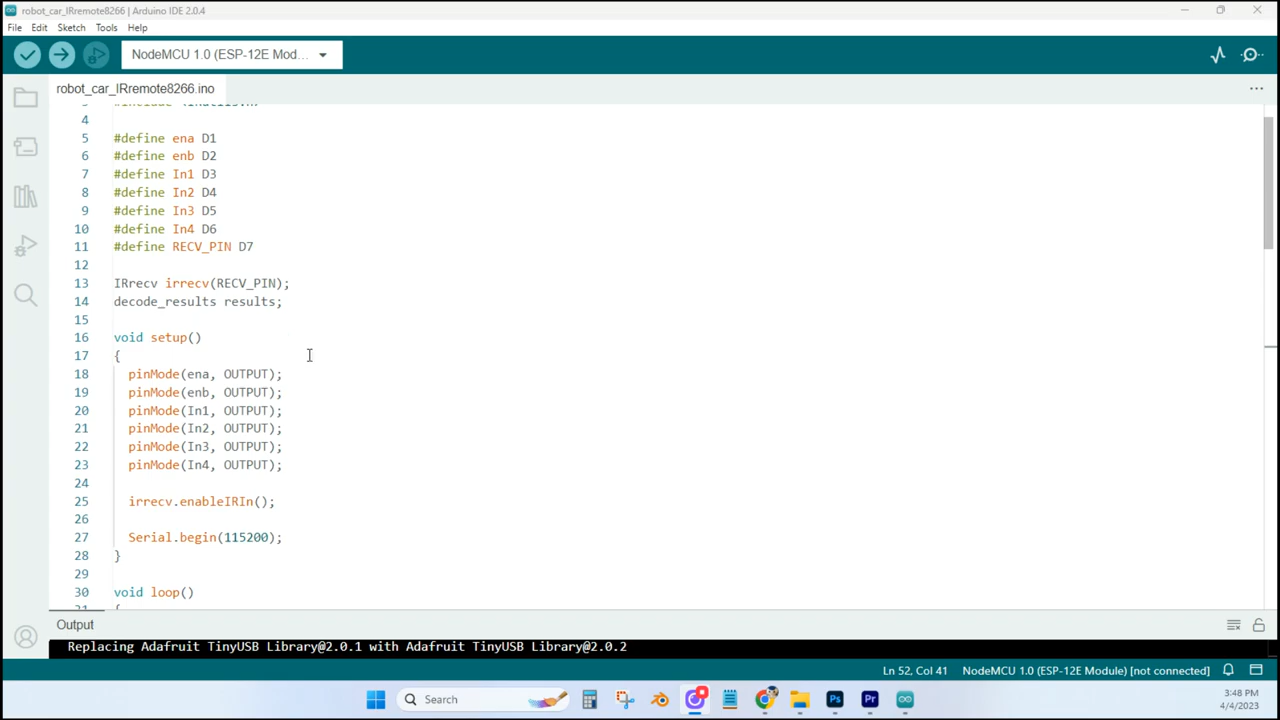 robot_car_IRremote8266 | Arduino IDE 2.0.4
File Edit Sketch Tools Help
NodeMCU 1.0 (ESP-12E Mod...
robot_car_IRremote8266.ino
4
5 #define ena D1
6 #define enb D2
7 #define In1 D3
8 #define In2 D4
9 #define In3 D5
10 #define In4 D6
11 #define RECV_PIN D7
12
13 IRrecv irrecv(RECV_PIN);
14 decode_results results;
15
16 void setup()
17 {
18 pinMode(ena, OUTPUT);
19 pinMode(enb, OUTPUT);
20 pinMode(In1, OUTPUT);
21 pinMode(In2, OUTPUT);
22 pinMode(In3, OUTPUT);
23 pinMode(In4, OUTPUT);
24
25 irrecv.enableIRIn();
26
27 Serial.begin(115200);
28 }
29
30 void loop()
Output
Replacing Adafruit TinyUSB Library@2.0.1 with Adafruit TinyUSB Library@2.0.2
Ln 52, Col 41 NodeMCU 1.0 (ESP-12E Module) [not connected]
Search
Ps
Pr
3:48 PM
4/4/2023